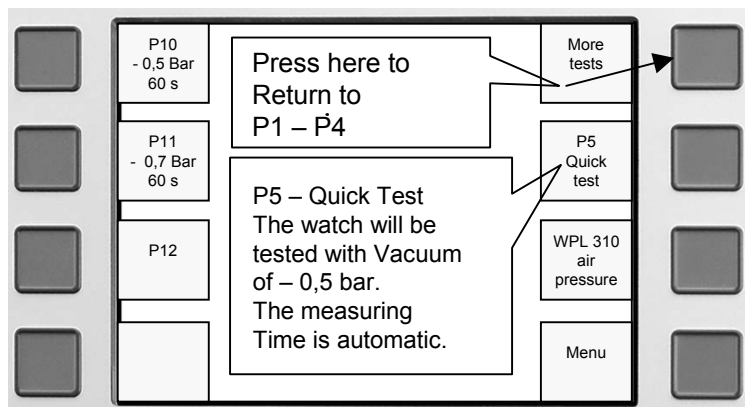 P10
- 0,5 Bar
60 s
P11
- 0,7 Bar
60 s
P12
Press here to
Return to
P1 – P4
P5 – Quick Test
The watch will be
tested with Vacuum
of – 0,5 bar.
The measuring
Time is automatic.
More
tests
P5
Quick
test
WPL 310
air
pressure
Menu